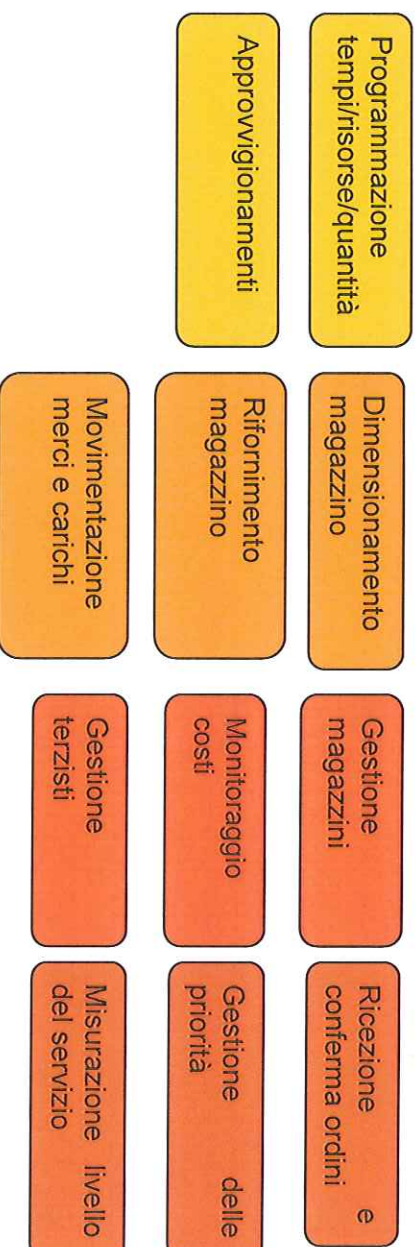 Programmazione
tempi/risorse/quantità
Approvvigionamenti
Dimensionamento
magazzino
Rifornimento
magazzino
Movimentazione
merci e carichi
Gestione
magazzini
Monitoraggio
costi
Gestione
terzisti
Ricezione e
conferma ordini
Gestione delle
priorità
Misurazione livello
del servizio